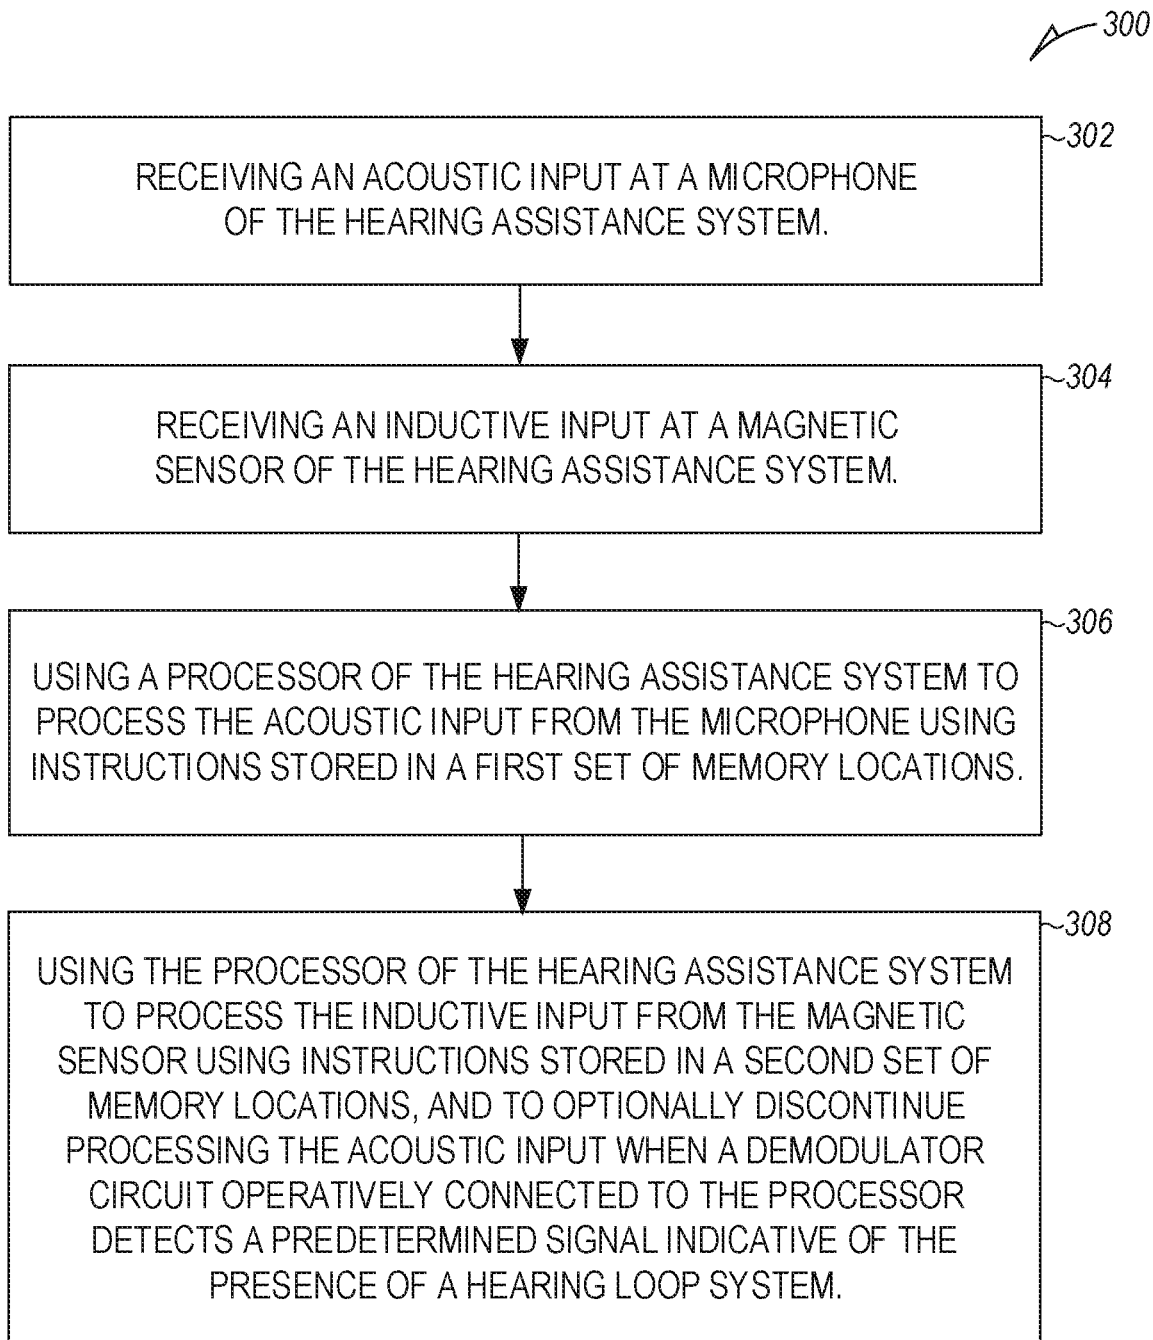 300
302
RECEIVING AN ACOUSTIC INPUT AT A MICROPHONE
OF THE HEARING ASSISTANCE SYSTEM.
304
RECEIVING AN INDUCTIVE INPUT AT A MAGNETIC
SENSOR OF THE HEARING ASSISTANCE SYSTEM.
306
USING A PROCESSOR OF THE HEARING ASSISTANCE SYSTEM TO
PROCESS THE ACOUSTIC INPUT FROM THE MICROPHONE USING
INSTRUCTIONS STORED IN A FIRST SET OF MEMORY LOCATIONS.
308
USING THE PROCESSOR OF THE HEARING ASSISTANCE SYSTEM
TO PROCESS THE INDUCTIVE INPUT FROM THE MAGNETIC
SENSOR USING INSTRUCTIONS STORED IN A SECOND SET OF
MEMORY LOCATIONS, AND TO OPTIONALLY DISCONTINUE
PROCESSING THE ACOUSTIC INPUT WHEN A DEMODULATOR
CIRCUIT OPERATIVELY CONNECTED TO THE PROCESSOR
DETECTS A PREDETERMINED SIGNAL INDICATIVE OF THE
PRESENCE OF A HEARING LOOP SYSTEM.